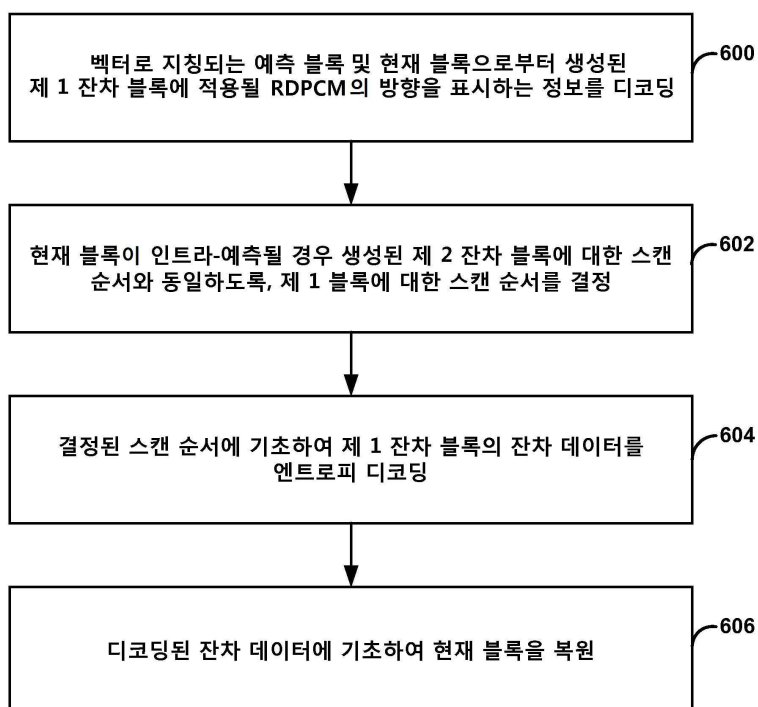 벡터로 지칭되는 예측 블록 및 현재 블록으로부터 생성된
제 1 잔차 블록에 적용될 RDPCM의 방향을 표시하는 정보를 디코딩
600
현재 블록이 인트라-예측될 경우 생성된 제 2 잔차 블록에 대한 스캔
순서와 동일하도록, 제 1 블록에 대한 스캔 순서를 결정
602
결정된 스캔 순서에 기초하여 제 1 잔차 블록의 잔차 데이터를
엔트로피 디코딩
604
디코딩된 잔차 데이터에 기초하여 현재 블록을 복원
606